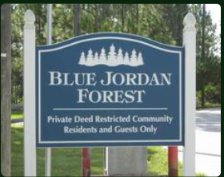 BLUE JORDAN
FOREST
Private Deed Restricted Community
Residents and Guests Only